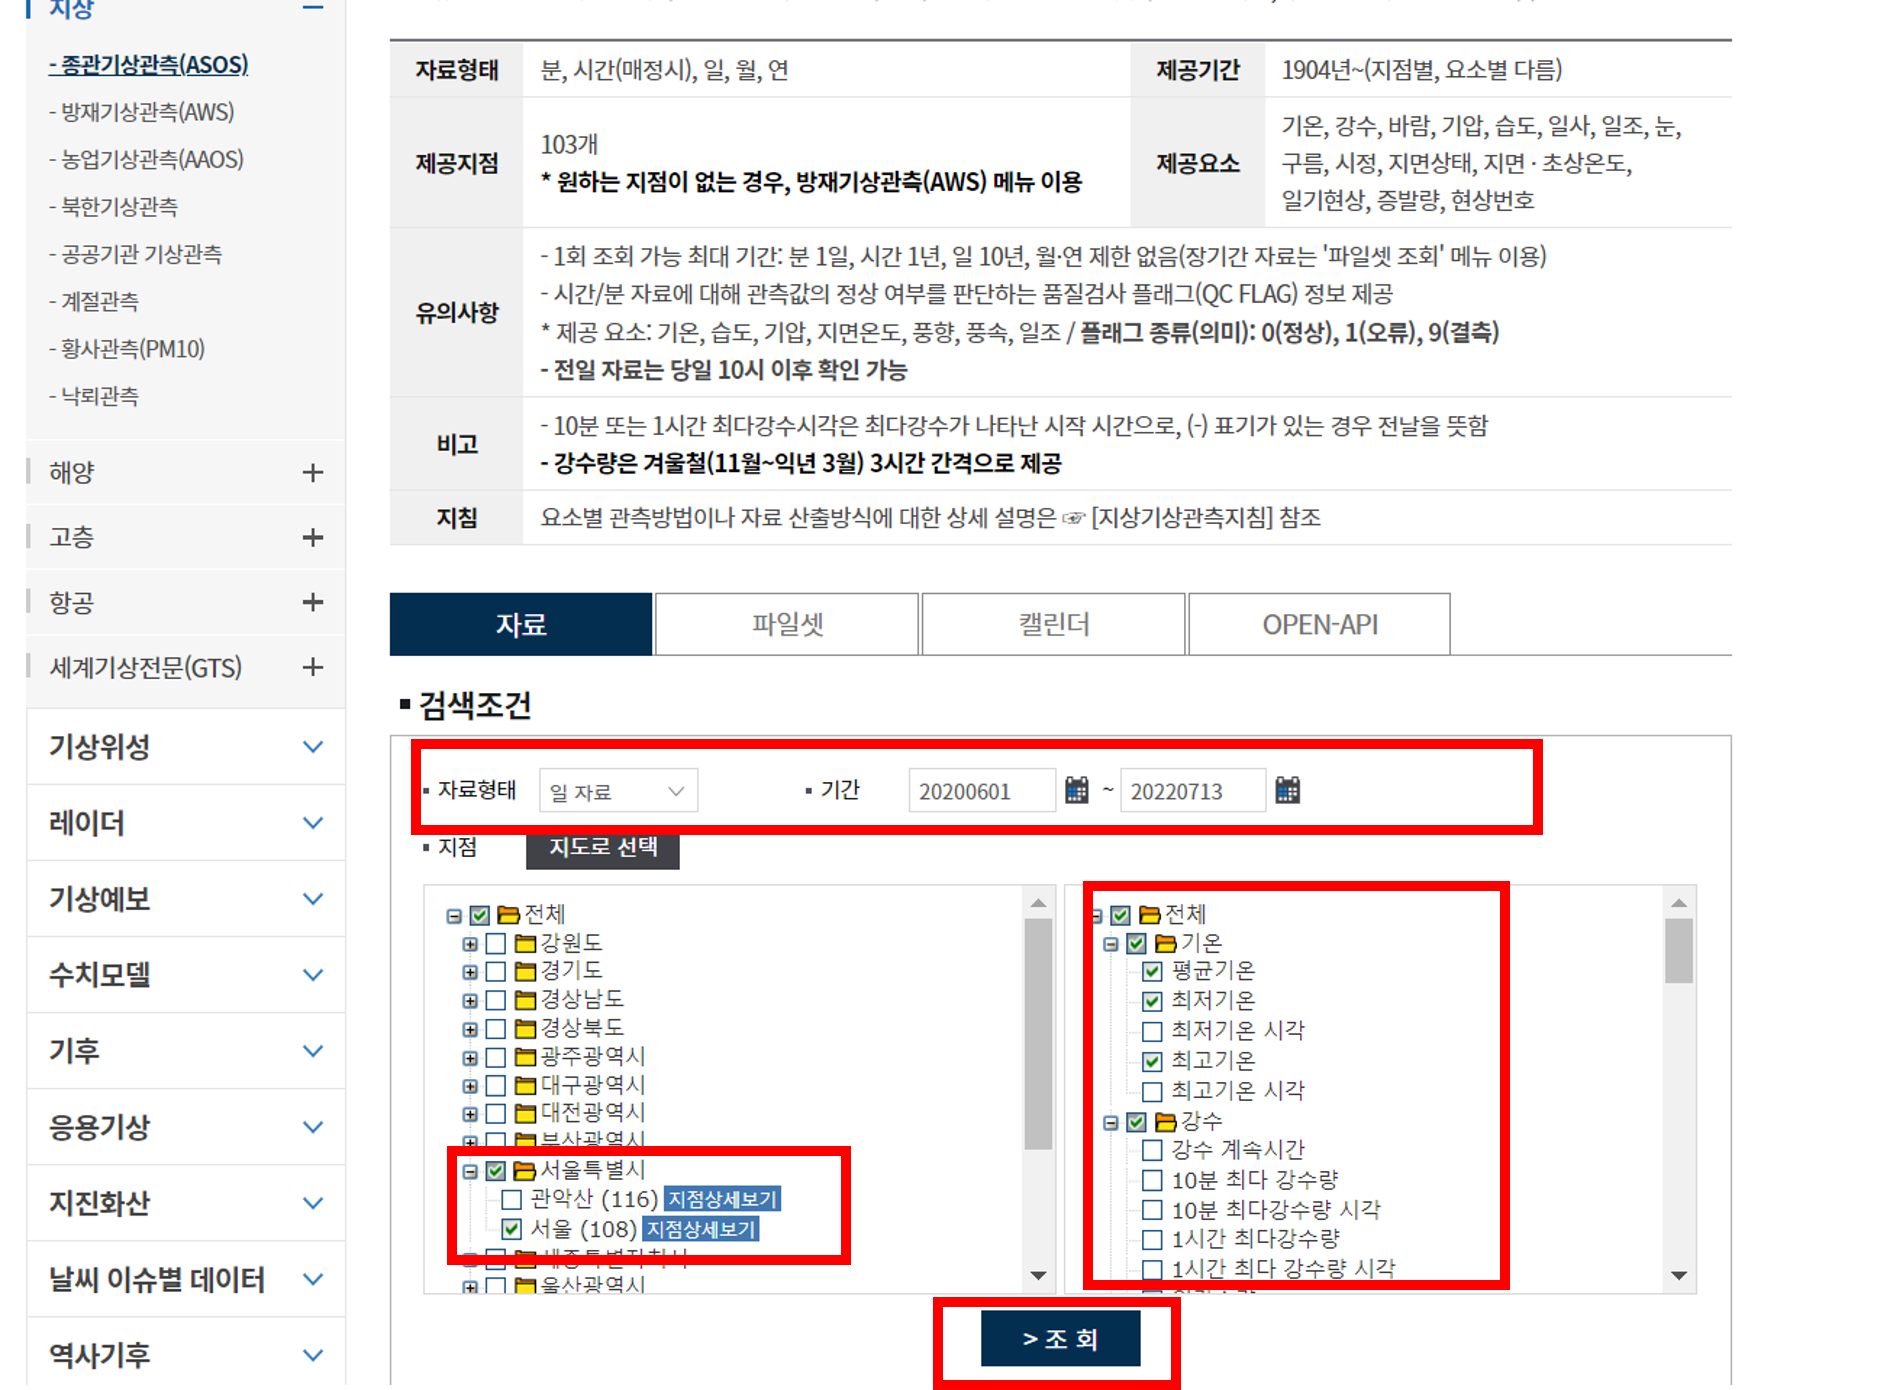 지상
- 종관기상관측(ASOS)
- 방재기상관측(AWS)
- 농업기상관측(AAOS)
- 북한기상관측
- 공공기관 기상관측
- 계절관측
- 황사관측(PM10)
- 낙뢰관측
해양
고층
항공
세계기상전문(GTS)
기상위성
레이더
기상예보
수치모델
기후
응용기상
지진화산
날씨 이슈별 데이터
역사기후
자료형태 분, 시간(매정시), 일, 월, 연 제공기간 1904년~(지점별, 요소별 다름)
제공지점
103개
* 원하는 지점이 없는 경우, 방재기상관측(AWS) 메뉴 이용
제공요소
기온, 강수, 바람, 기압, 습도, 일사, 일조, 눈,
구름, 시정, 지면상태, 지면 · 초상온도,
일기현상, 증발량, 현상번호
유의사항
- 1회 조회 가능 최대 기간: 분 1일, 시간 1년, 일 10년, 월·연 제한 없음(장기간 자료는 '파일셋 조회' 메뉴 이용)
- 시간/분 자료에 대해 관측값의 정상 여부를 판단하는 품질검사 플래그(QC FLAG) 정보 제공
* 제공 요소: 기온, 습도, 기압, 지면온도, 풍향, 풍속, 일조 / 플래그 종류(의미): 0(정상), 1(오류), 9(결측)
- 전일 자료는 당일 10시 이후 확인 가능
비고
- 10분 또는 1시간 최다강수시각은 최다강수가 나타난 시작 시간으로, (-) 표기가 있는 경우 전날을 뜻함
- 강수량은 겨울철(11월~익년 3월) 3시간 간격으로 제공
지침 요소별 관측방법이나 자료 산출방식에 대한 상세 설명은 ☞ [지상기상관측지침] 참조
자료 파일셋 캘린더 OPEN-API
검색조건
자료형태 일 자료 기간 20200601 ~ 20220713
지점 지도로 선택
전체
강원도
경기도
경상남도
경상북도
광주광역시
대구광역시
대전광역시
부산광역시
서울특별시
관악산 (116) 지점상세보기
서울 (108) 지점상세보기
세종특별자치시
울산광역시
전체
기온
평균기온
최저기온
최저기온 시각
최고기온
최고기온 시각
강수
강수 계속시간
10분 최다 강수량
10분 최다강수량 시각
1시간 최다강수량
1시간 최다 강수량 시각
> 조 회